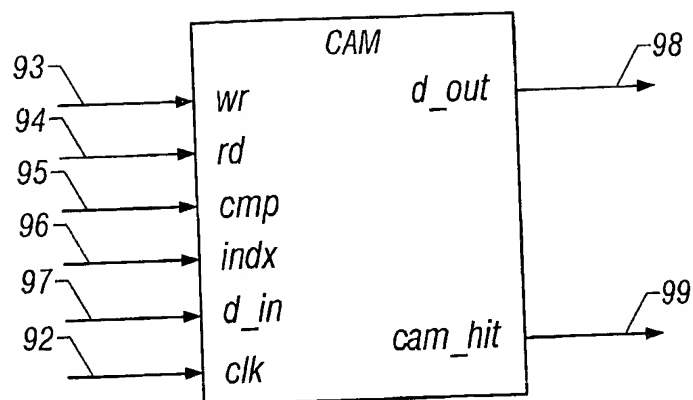 CAM
93
wr
d_out
98
94
rd
95
cmp
96
indx
97
d_in
cam_hit
99
92
clk